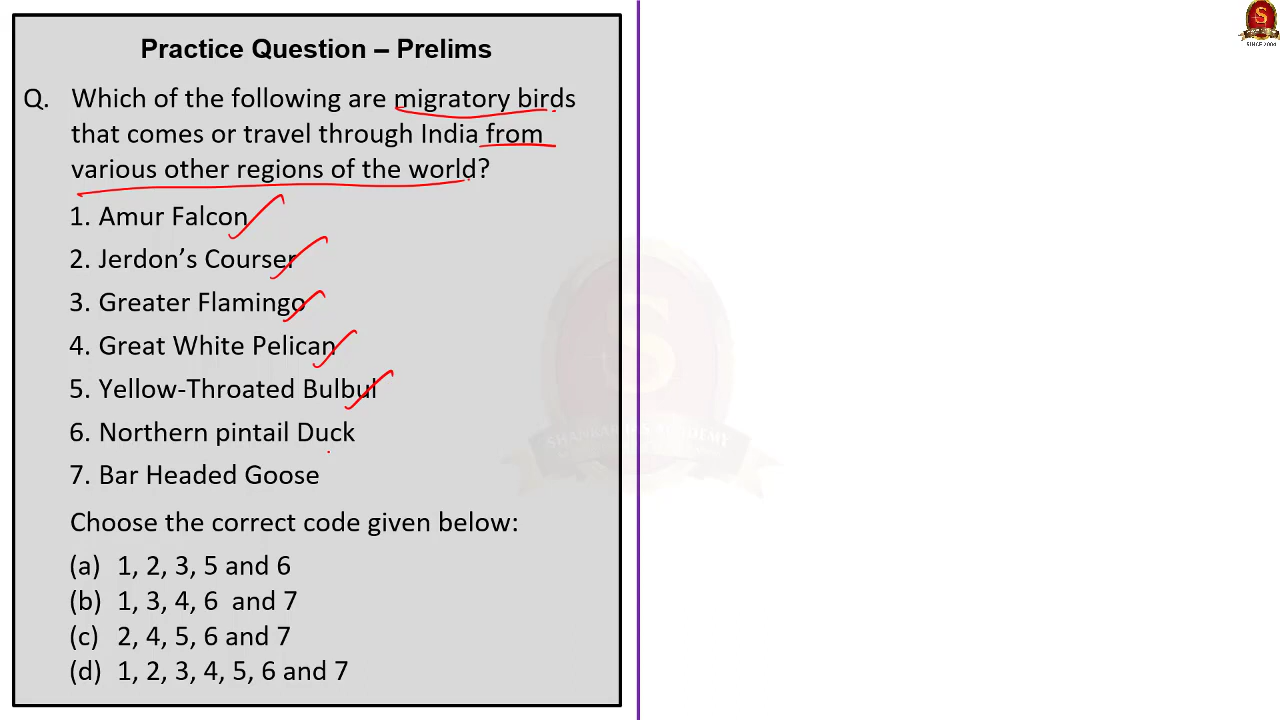 Practice Question – Prelims
Q. Which of the following are migratory birds
that comes or travel through India from
various other regions of the world?
1. Amur Falcon
2. Jerdon’s Courser
3. Greater Flamingo
4. Great White Pelican
5. Yellow-Throated Bulbul
6. Northern pintail Duck
7. Bar Headed Goose
Choose the correct code given below:
(a) 1, 2, 3, 5 and 6
(b) 1, 3, 4, 6 and 7
(c) 2, 4, 5, 6 and 7
(d) 1, 2, 3, 4, 5, 6 and 7
S
SINCE 2004